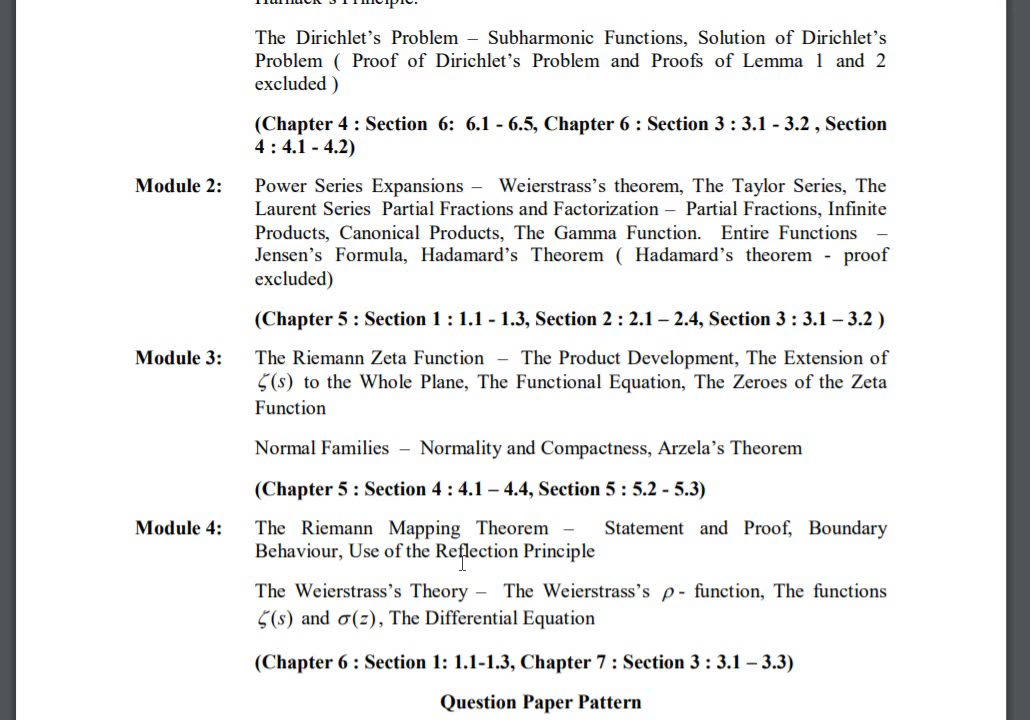 Harnack's Principle.
The Dirichlet's Problem – Subharmonic Functions, Solution of Dirichlet's
Problem ( Proof of Dirichlet's Problem and Proofs of Lemma 1 and 2
excluded )
(Chapter 4 : Section 6: 6.1 - 6.5, Chapter 6 : Section 3 : 3.1 - 3.2 , Section
4 : 4.1 - 4.2)
Module 2: Power Series Expansions – Weierstrass's theorem, The Taylor Series, The
Laurent Series Partial Fractions and Factorization – Partial Fractions, Infinite
Products, Canonical Products, The Gamma Function. Entire Functions –
Jensen's Formula, Hadamard's Theorem ( Hadamard's theorem - proof
excluded)
(Chapter 5 : Section 1 : 1.1 - 1.3, Section 2 : 2.1 – 2.4, Section 3 : 3.1 – 3.2 )
Module 3: The Riemann Zeta Function – The Product Development, The Extension of
ζ(s) to the Whole Plane, The Functional Equation, The Zeroes of the Zeta
Function
Normal Families – Normality and Compactness, Arzela's Theorem
(Chapter 5 : Section 4 : 4.1 – 4.4, Section 5 : 5.2 - 5.3)
Module 4: The Riemann Mapping Theorem – Statement and Proof, Boundary
Behaviour, Use of the Reflection Principle
The Weierstrass's Theory – The Weierstrass's ρ - function, The functions
ζ(s) and σ(z), The Differential Equation
(Chapter 6 : Section 1: 1.1-1.3, Chapter 7 : Section 3 : 3.1 – 3.3)
Question Paper Pattern